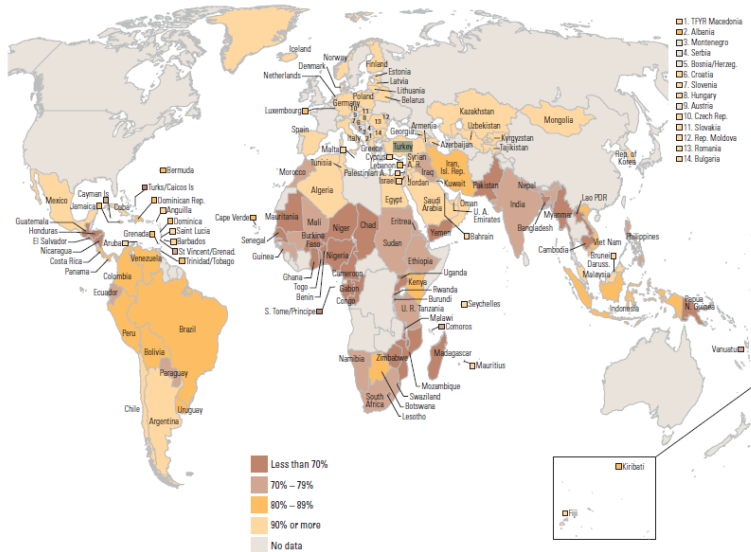 Iceland
Norway
Denmark
Netherlands
Finland
Estonia
Latvia
Lithuania
Belarus
Poland
Germany
Luxembourg
Spain
Italy
Greece
Malta
Tunisia
Palestinian A. T.
Morocco
Algeria
Georgia
Armenia
Azerbaijan
Turkey
Cyprus
Lebanon
Israel
Syrian
A. R.
Jordan
Iraq
Kuwait
Iran,
Isl. Rep.
Kazakhstan
Uzbekistan
Kyrgyzstan
Tajikistan
Mongolia
Rep. of
Korea
Egypt
Saudi
Arabia
Oman
U. A.
Emirates
Bahrain
Yemen
Pakistan
Nepal
India
Bangladesh
Myanmar
Lao PDR
Viet Nam
Cambodia
Philippines
Brunei
Daruss.
Malaysia
Indonesia
Papua
N. Guinea
Vanuatu
Kiribati
Fiji
Bermuda
Turks/Caicos Is
Cayman Is
Jamaica
Mexico
Cuba
Dominican Rep.
Anguilla
Dominica
Saint Lucia
Barbados
St Vincent/Grenad.
Trinidad/Tobago
Grenada
Aruba
Guatemala
Honduras
El Salvador
Nicaragua
Costa Rica
Panama
Colombia
Venezuela
Ecuador
Peru
Brazil
Bolivia
Paraguay
Chile
Argentina
Uruguay
Cape Verde
Mauritania
Mali
Niger
Chad
Senegal
Burkina
Faso
Guinea
Ghana
Togo
Benin
Nigeria
Cameroon
Gabon
Congo
S. Tome/Principe
Eritrea
Sudan
Ethiopia
Uganda
Kenya
Rwanda
Burundi
U. R. Tanzania
Malawi
Comoros
Seychelles
Mauritius
Madagascar
Mozambique
Swaziland
Botswana
Lesotho
Zimbabwe
Namibia
South
Africa
1. TFYR Macedonia
2. Albania
3. Montenegro
4. Serbia
5. Bosnia/Herzeg.
6. Croatia
7. Slovenia
8. Hungary
9. Austria
10. Czech Rep.
11. Slovakia
12. Rep. Moldova
13. Romania
14. Bulgaria
Less than 70%
70% – 79%
80% – 89%
90% or more
No data